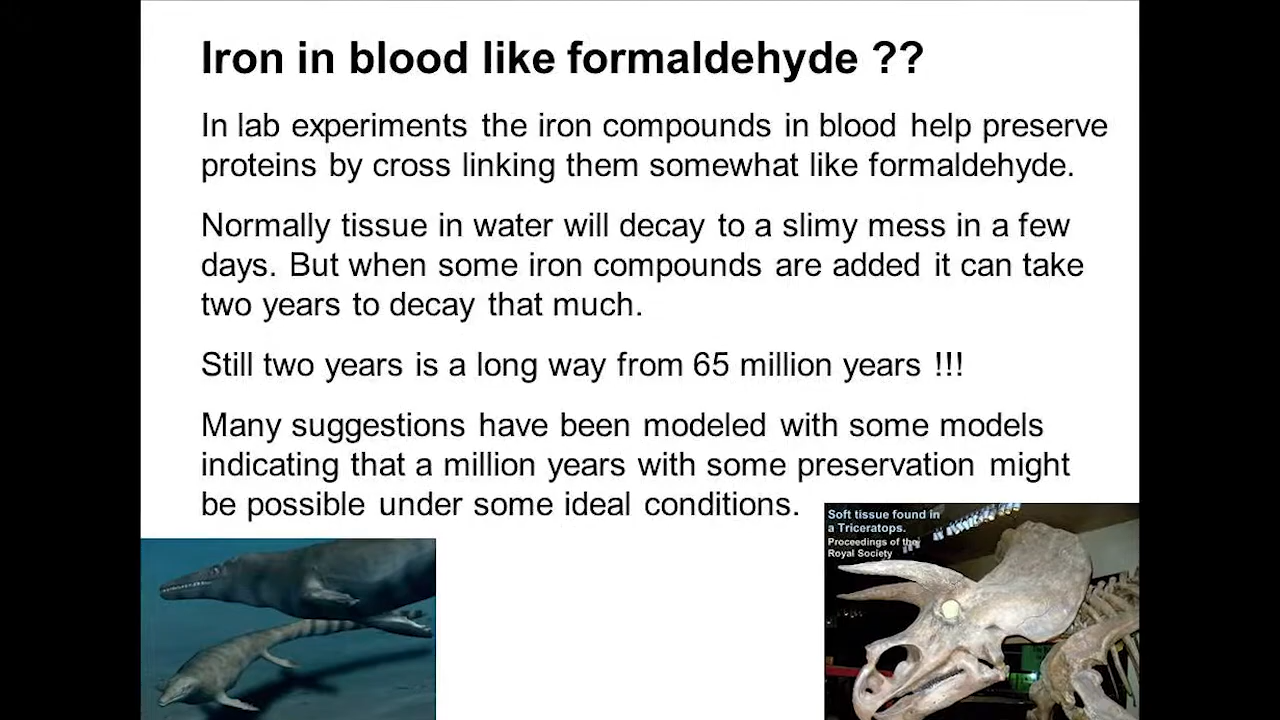 Iron in blood like formaldehyde ??
In lab experiments the iron compounds in blood help preserve
proteins by cross linking them somewhat like formaldehyde.
Normally tissue in water will decay to a slimy mess in a few
days. But when some iron compounds are added it can take
two years to decay that much.
Still two years is a long way from 65 million years !!!
Many suggestions have been modeled with some models
indicating that a million years with some preservation might
be possible under some ideal conditions.
Soft tissue found in
a Triceratops.
Proceedings of the
Royal Society